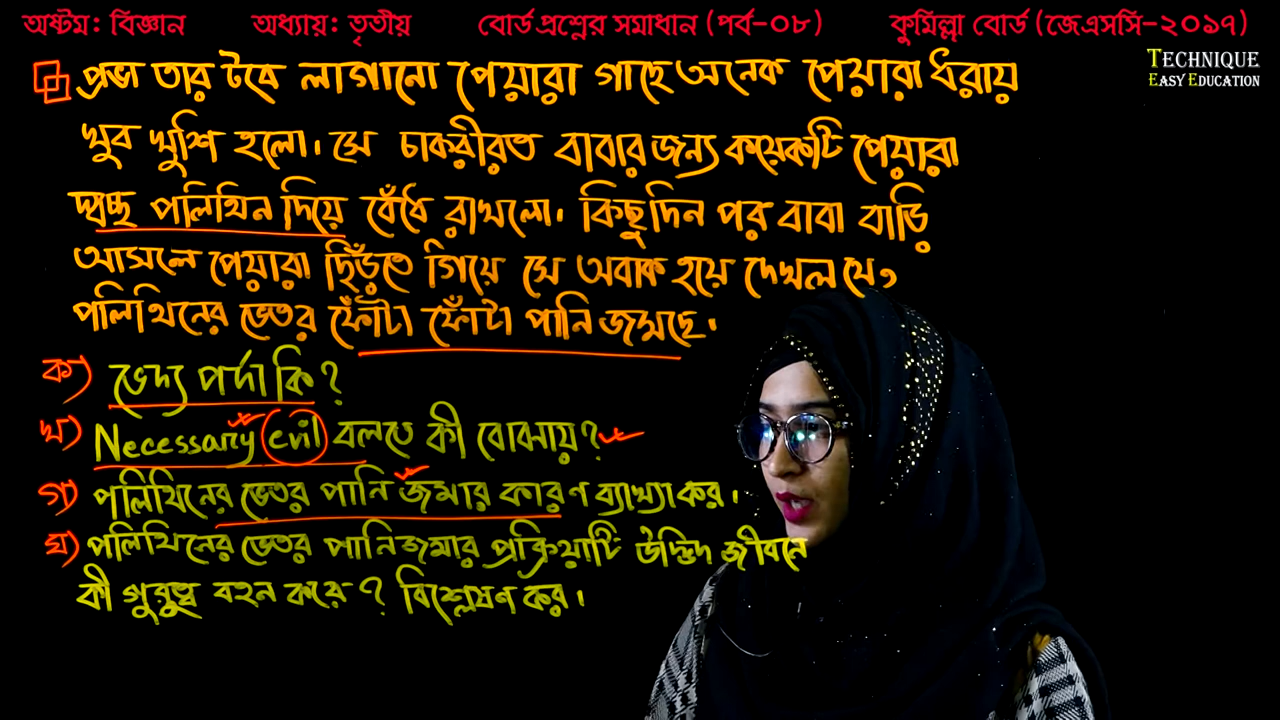 অষ্টম: বিজ্ঞান অধ্যায়: তৃতীয় বোর্ড প্রশ্নের সমাধান (পর্ব-০৮) কুমিল্লা বোর্ড (জেএসসি-২০১৭)
TECHNIQUE
EASY EDUCATION
প্রভা তার টবে লাগানো পেয়ারা গাছে অনেক পেয়ারা ধরায়
খুব খুশি হলো। সে চাকরীরত বাবার জন্য কয়েকটি পেয়ারা
স্বচ্ছ পলিথিন দিয়ে বেঁধে রাখলো। কিছুদিন পর বাবা বাড়ি
আসলে পেয়ারা ছিঁড়তে গিয়ে সে অবাক হয়ে দেখল যে,
পলিথিনের ভেতর ফোঁটা ফোঁটা পানি জমছে।
ক) ভেদ্য পর্দা কি?
খ) Necessary evil বলতে কী বোঝায়?
গ) পলিথিনের ভেতর পানি জমার কারণ ব্যাখ্যা কর।
ঘ) পলিথিনের ভেতর পানি জমার প্রক্রিয়াটি উদ্ভিদ জীবনে
কী গুরুত্ব বহন করে? বিশ্লেষণ কর।